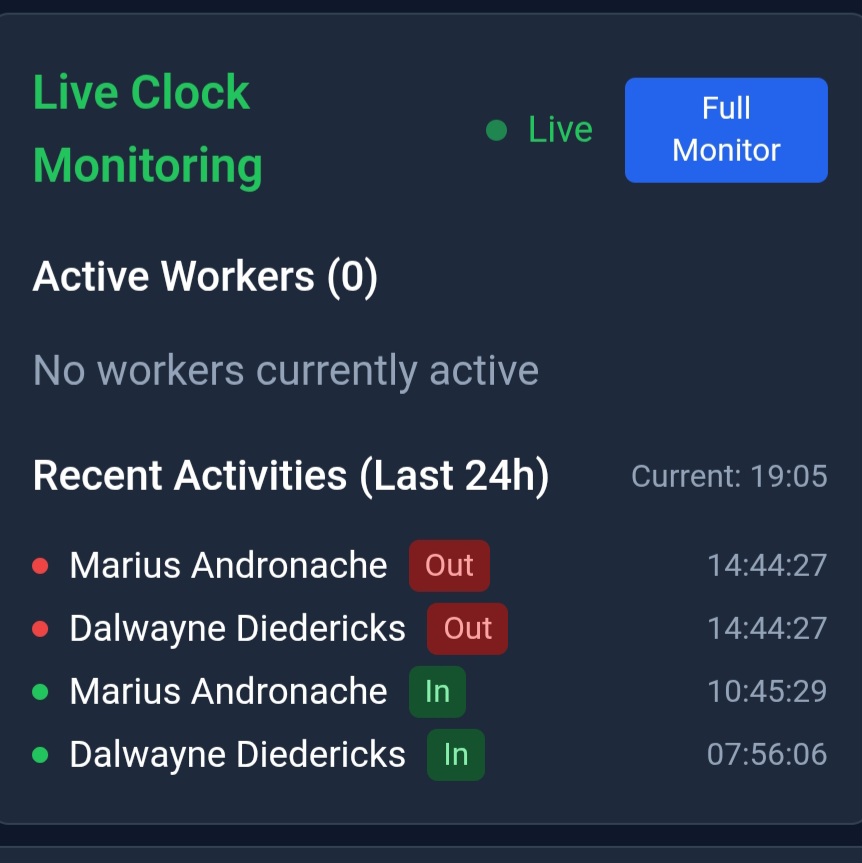 Live Clock
Monitoring
Live
Full
Monitor
Active Workers (0)
No workers currently active
Recent Activities (Last 24h)
Current: 19:05
Marius Andronache Out 14:44:27
Dalwayne Diedericks Out 14:44:27
Marius Andronache In 10:45:29
Dalwayne Diedericks In 07:56:06